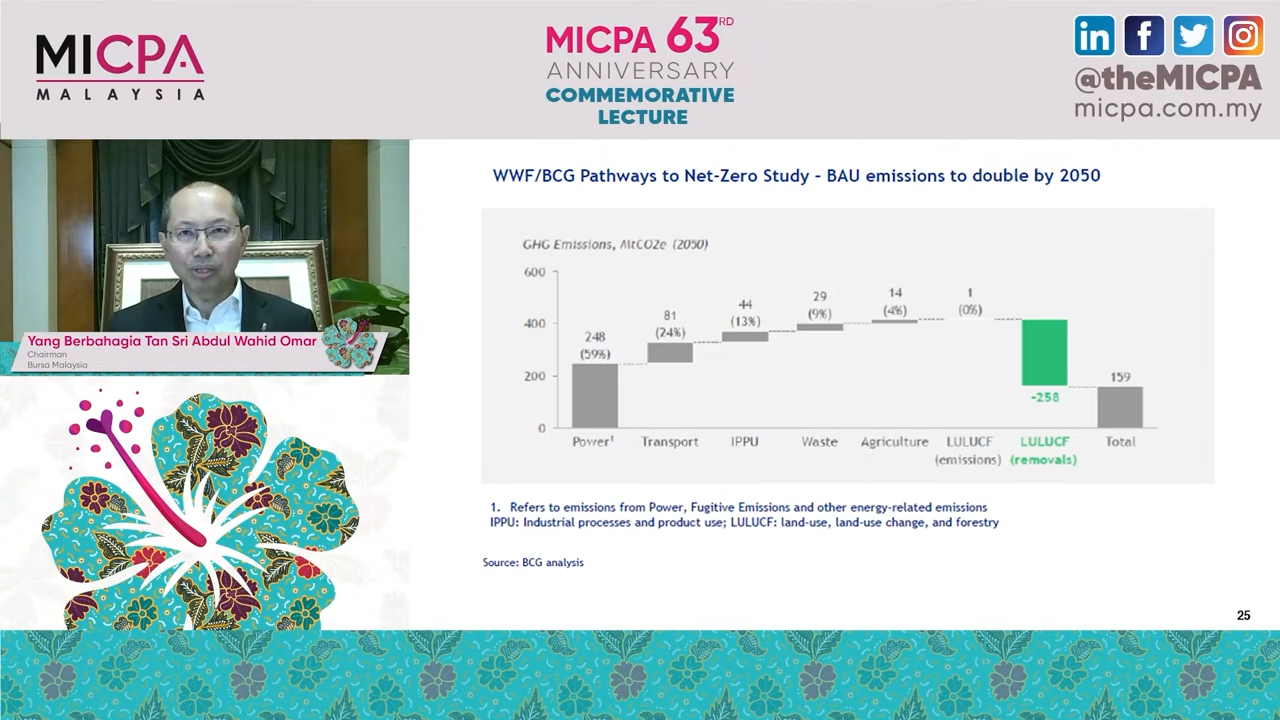 MICPA
MALAYSIA
MICPA 63RD
ANNIVERSARY
COMMEMORATIVE
LECTURE
@theMICPA
micpa.com.my
Yang Berbahagia Tan Sri Abdul Wahid Omar
Chairman
Bursa Malaysia
WWF/BCG Pathways to Net-Zero Study - BAU emissions to double by 2050
GHG Emissions, MtCO2e (2050)
600
400
200
0
248
(59%)
81
(24%)
44
(13%)
29
(9%)
14
(4%)
1
(0%)
-258
159
Power¹
Transport
IPPU
Waste
Agriculture
LULUCF
(emissions)
LULUCF
(removals)
Total
1. Refers to emissions from Power, Fugitive Emissions and other energy-related emissions
IPPU: Industrial processes and product use; LULUCF: land-use, land-use change, and forestry
Source: BCG analysis
25